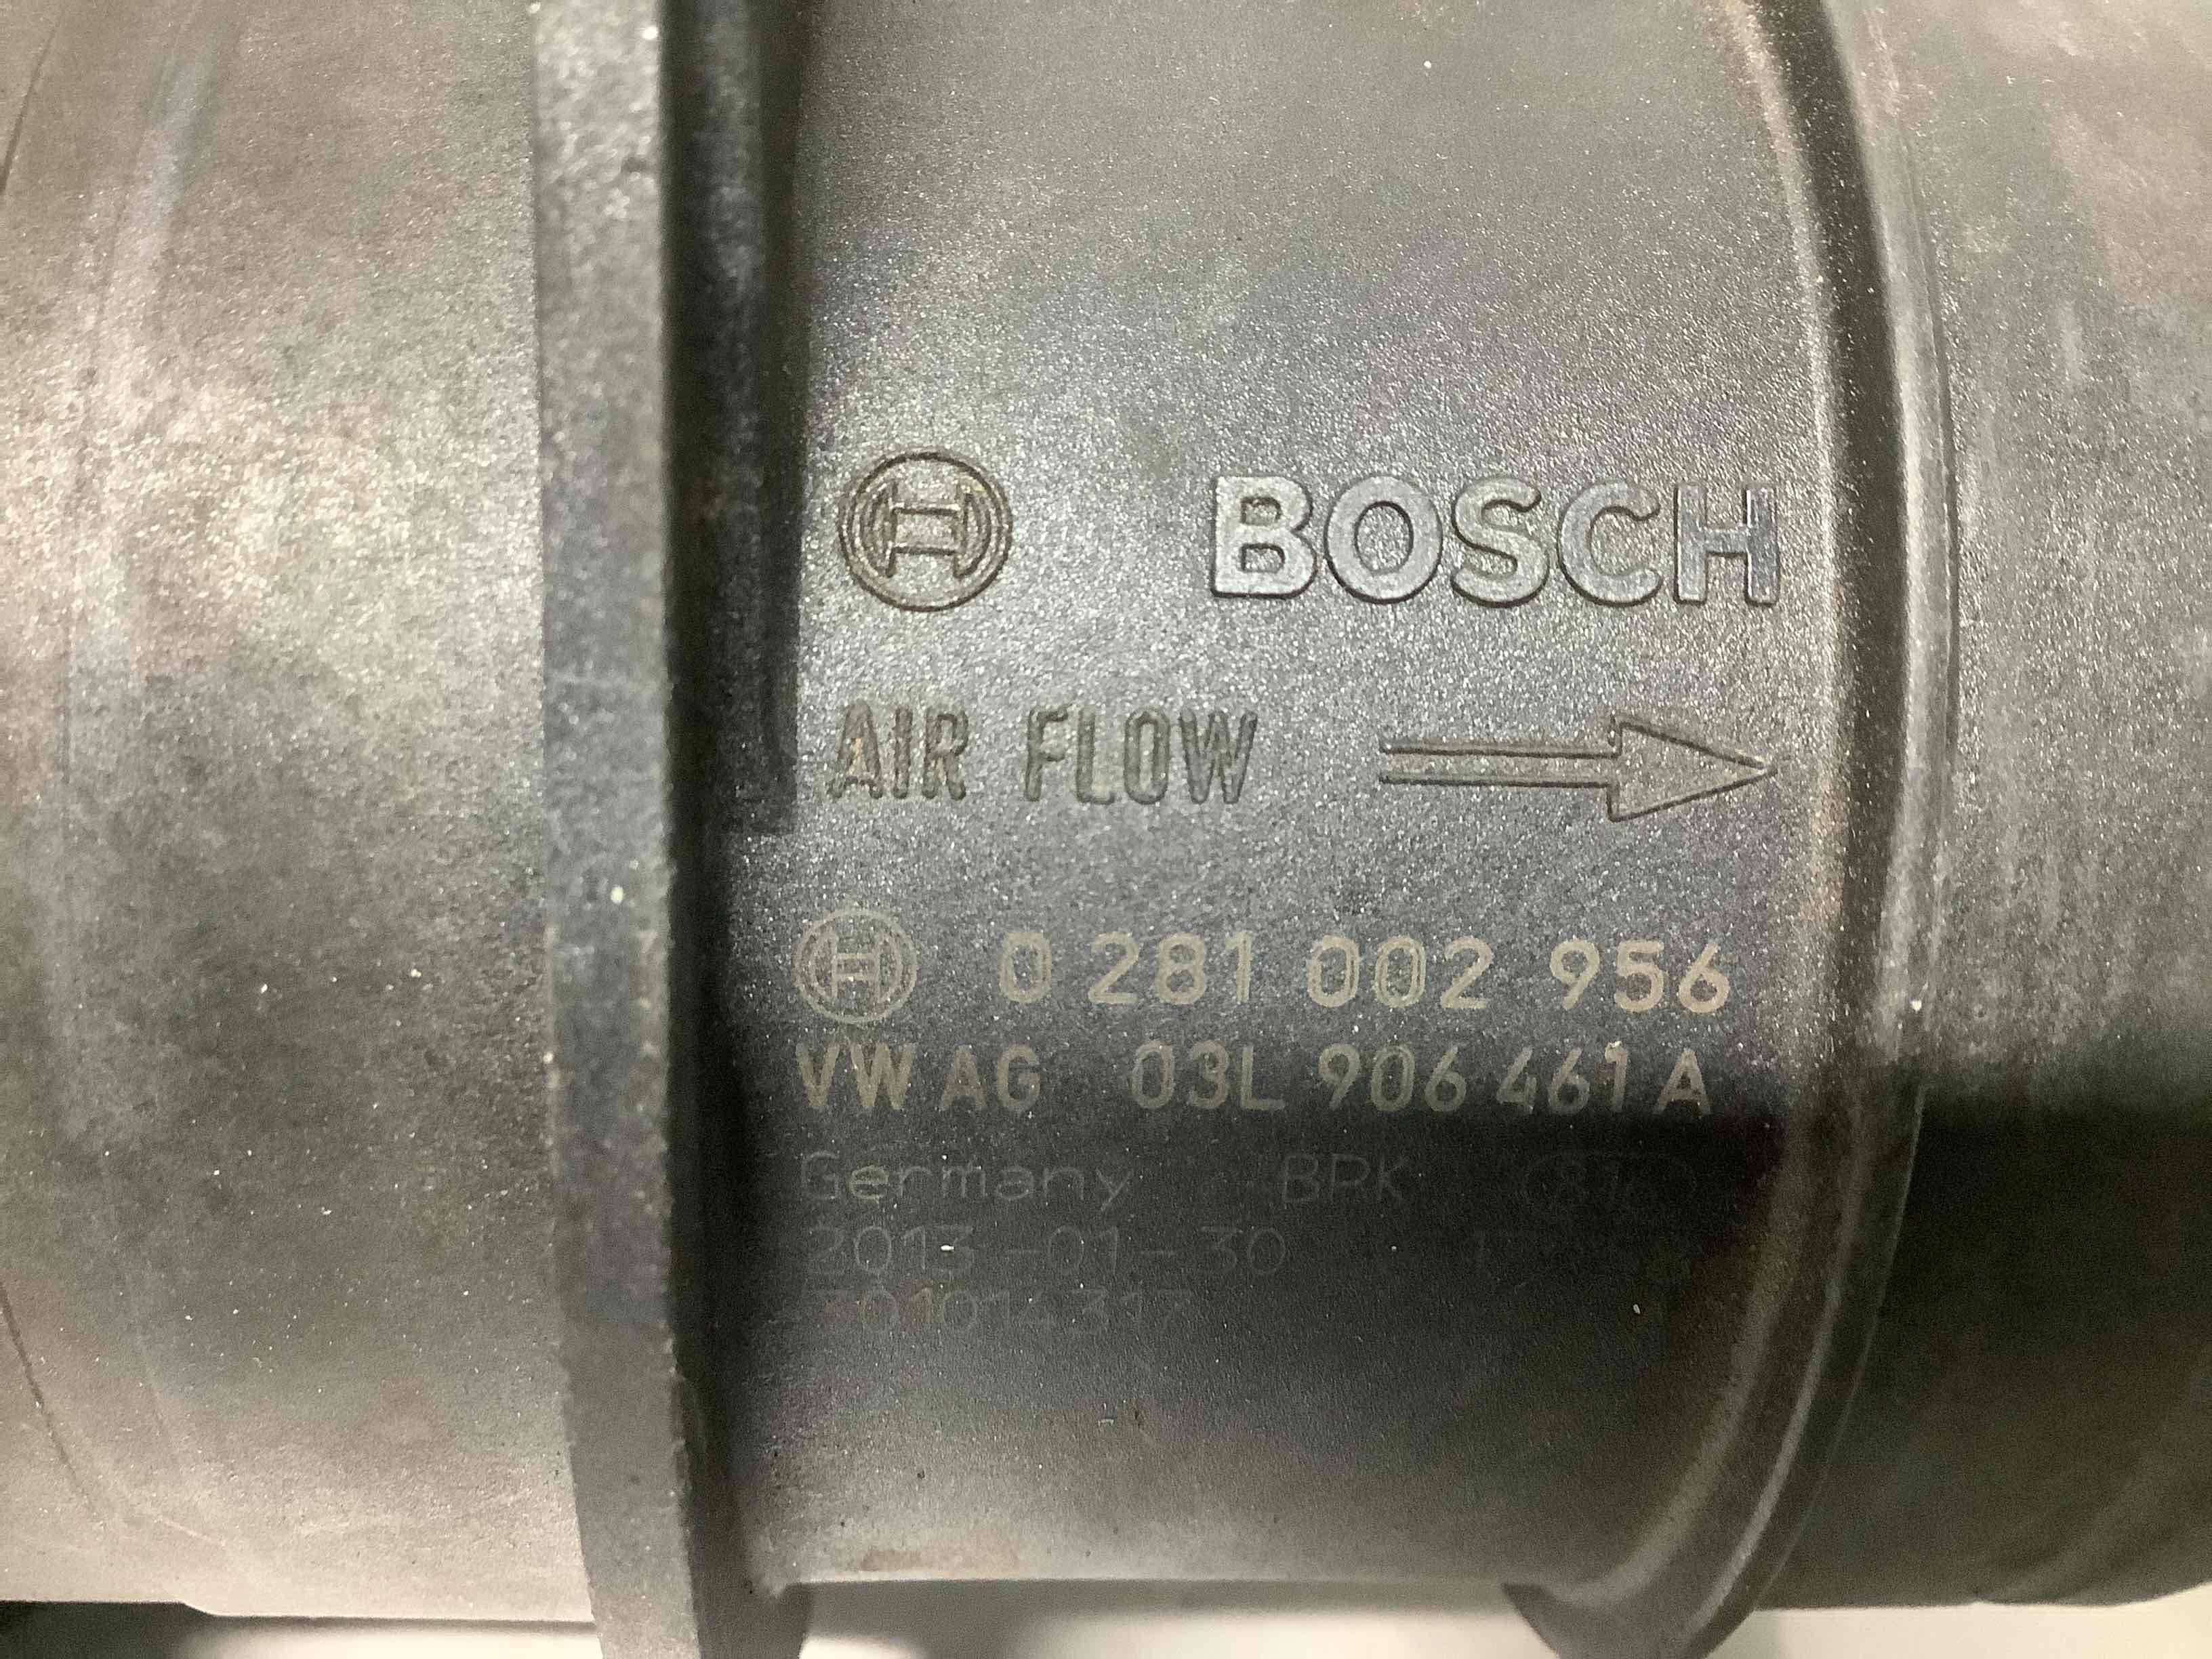 BOSCH
AIR FLOW
0 281 002 956
VW AG 03L 906 461 A
Germany BPK
2013-01-30